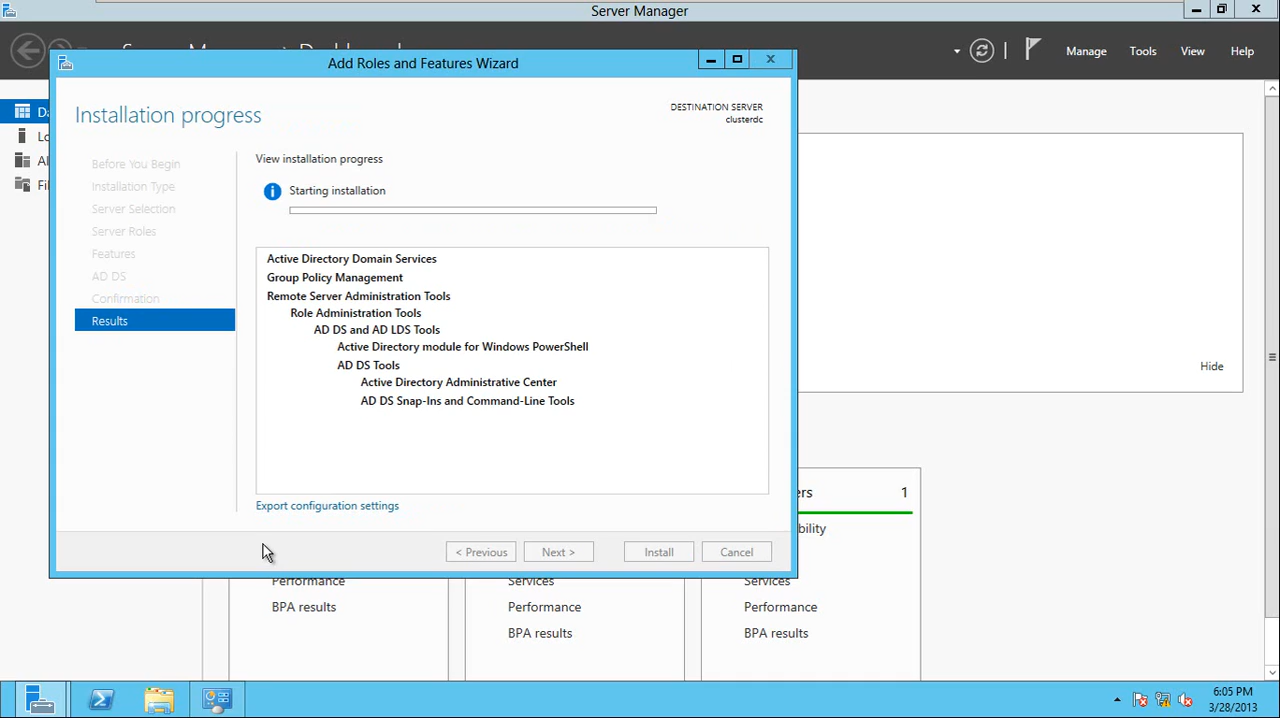 Server Manager
Manage
Tools
View
Help
Add Roles and Features Wizard
Installation progress
DESTINATION SERVER
clusterdc
Before You Begin
Installation Type
Server Selection
Server Roles
Features
AD DS
Confirmation
Results
View installation progress
Starting installation
Active Directory Domain Services
Group Policy Management
Remote Server Administration Tools
Role Administration Tools
AD DS and AD LDS Tools
Active Directory module for Windows PowerShell
AD DS Tools
Active Directory Administrative Center
AD DS Snap-Ins and Command-Line Tools
Export configuration settings
< Previous
Next >
Install
Cancel
Hide
1
Performance
BPA results
Services
Performance
BPA results
Services
Performance
BPA results
6:05 PM
3/28/2013